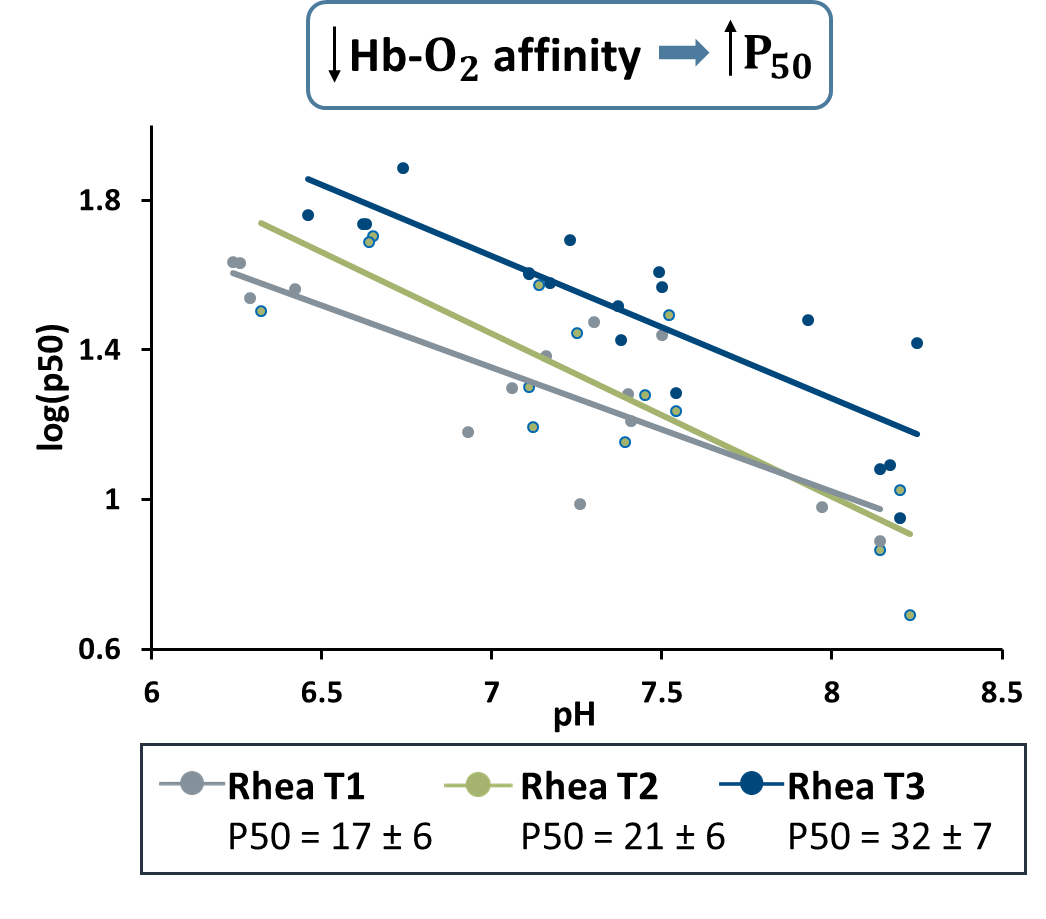 ↓Hb-O₂ affinity ➡ ↑P₅₀
log(p50)
1.8
1.4
1
0.6
6 6.5 7 7.5 8 8.5
pH
Rhea T1 Rhea T2 Rhea T3
P50 = 17 ± 6 P50 = 21 ± 6 P50 = 32 ± 7